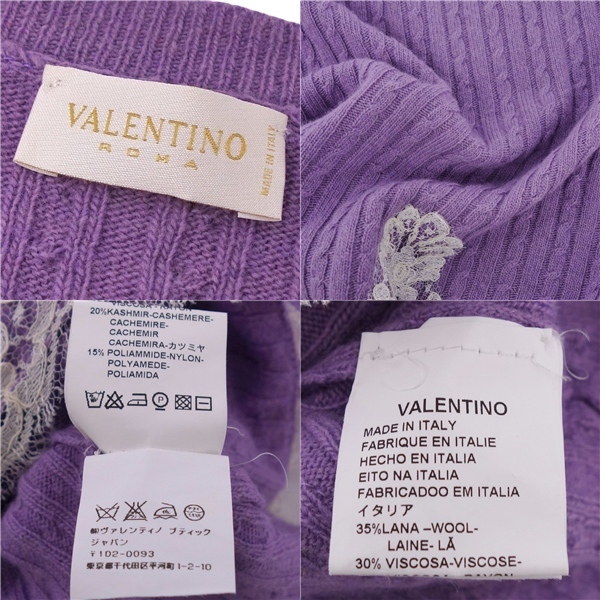 VALENTINO
ROMA
MADE IN ITALY
20%KASHMIR-CASHEMERE-
CACHEMIRE-
CACHEMIR
CACHEMIRA-カツミヤ
15% POLIAMMIDE-NYLON-
POLYAMEDE-
POLIAMIDA
㈱ヴァレンティノ ブティック
ジャパン
〒102-0093
東京都千代田区平河町1-2-10
VALENTINO
MADE IN ITALY
FABRIQUE EN ITALIE
HECHO EN ITALIA
EITO NA ITALIA
FABRICADOO EM ITALIA
イタリア
35%LANA –WOOL-
LAINE- LÃ
30% VISCOSA-VISCOSE-